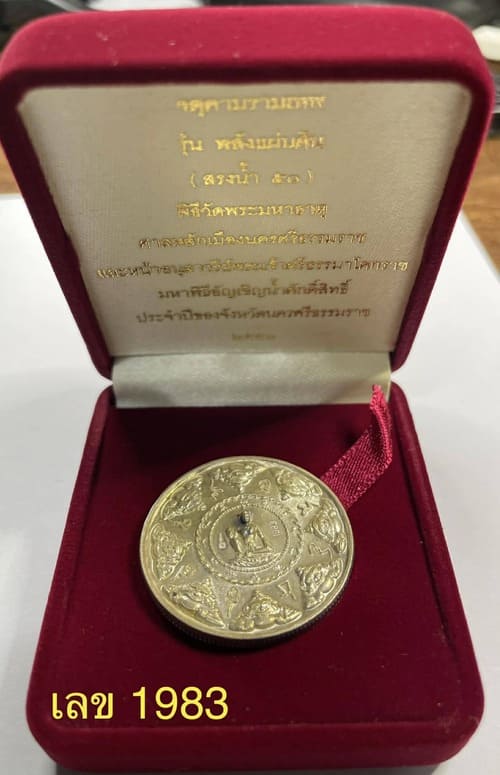 จตุคามรามเทพ
รุ่น พลังแผ่นดิน
( สรงน้ำ ๕๐ )
พิธีวัดพระมหาธาตุ
ศาลหลักเมืองนครศรีธรรมราช
และหน้าอนุสาวรีย์พระเจ้าศรีธรรมาโศกราช
มหาพิธีอัญเชิญน้ำศักดิ์สิทธิ์
ประจำปีของจังหวัดนครศรีธรรมราช
เลข 1983